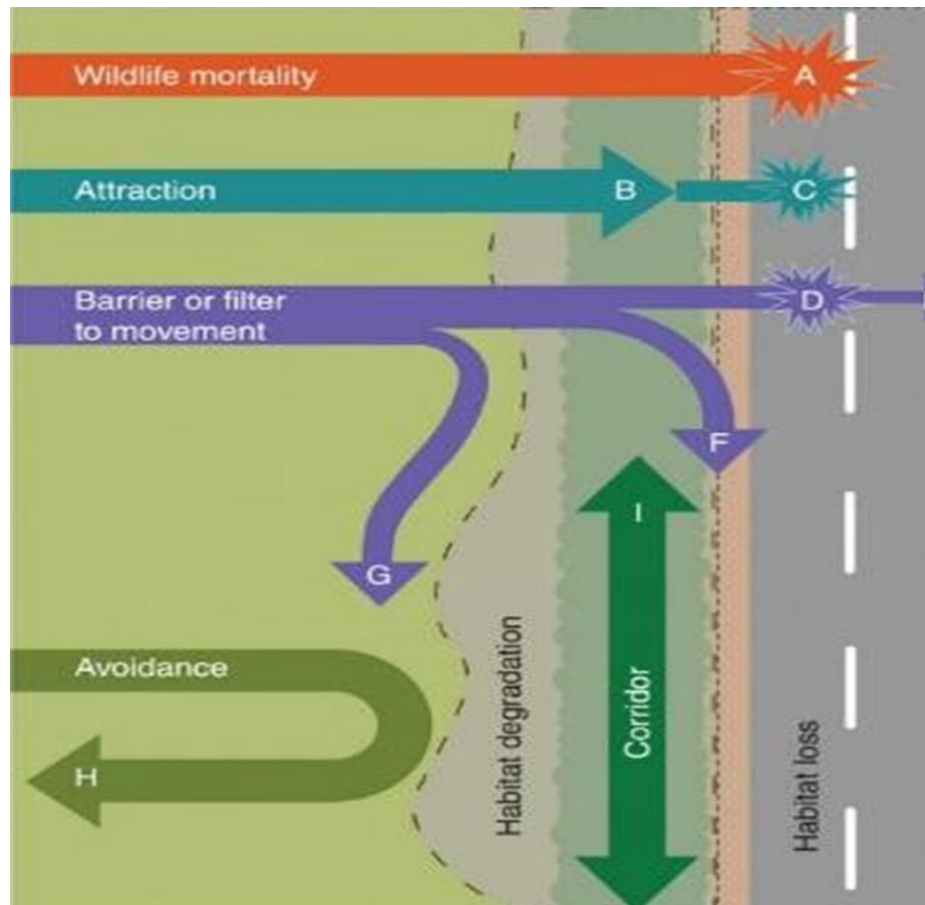 Wildlife mortality
A
Attraction
B
C
Barrier or filter
to movement
D
F
G
I
Avoidance
H
Habitat degradation
Corridor
Habitat loss